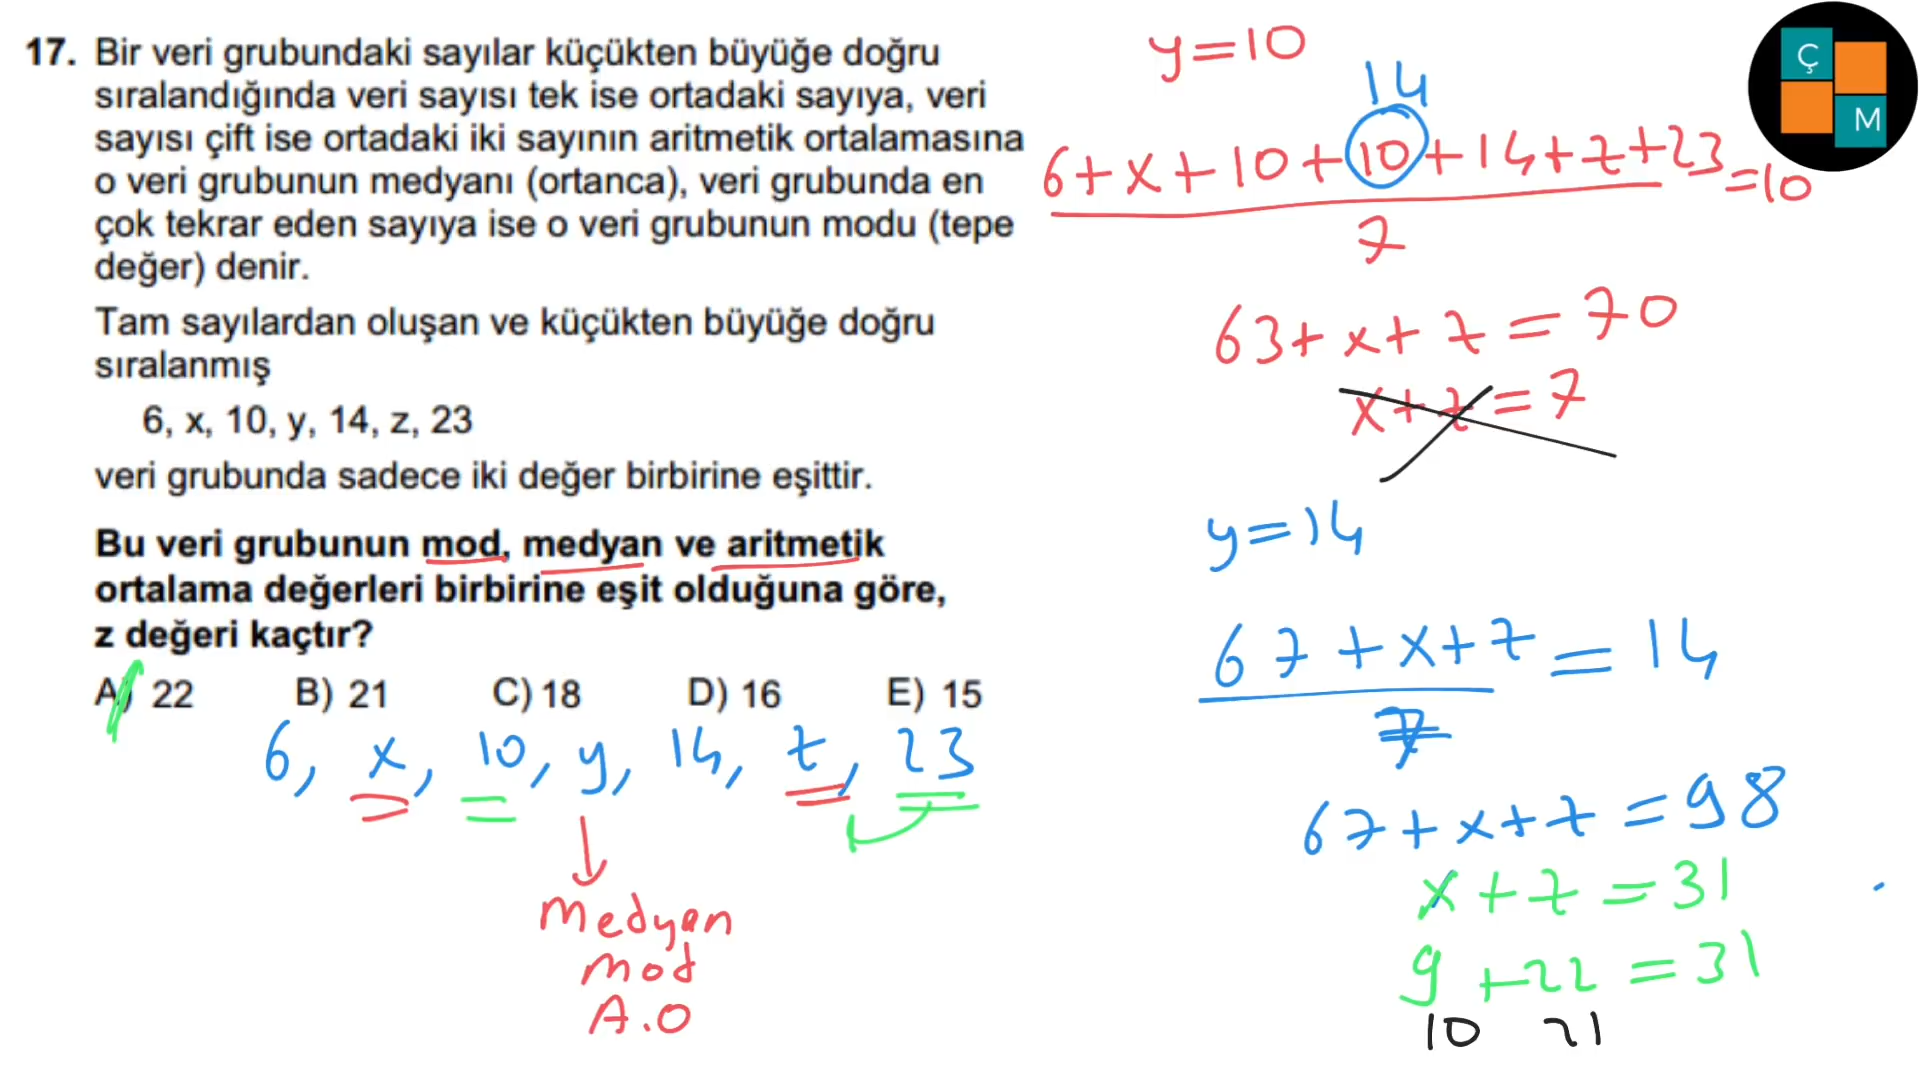 17. Bir veri grubundaki sayılar küçükten büyüğe doğru
sıralandığında veri sayısı tek ise ortadaki sayıya, veri
sayısı çift ise ortadaki iki sayının aritmetik ortalamasına
o veri grubunun medyanı (ortanca), veri grubunda en
çok tekrar eden sayıya ise o veri grubunun modu (tepe
değer) denir.
Tam sayılardan oluşan ve küçükten büyüğe doğru
sıralanmış
6, x, 10, y, 14, z, 23
veri grubunda sadece iki değer birbirine eşittir.
Bu veri grubunun mod, medyan ve aritmetik
ortalama değerleri birbirine eşit olduğuna göre,
z değeri kaçtır?
A) 22 B) 21 C) 18 D) 16 E) 15
6, x, 10, y, 14, z, 23
Medyan
Mod
A.O
y=10
14
6+x+10+10+14+z+23 =10
7
63+x+z=70
x+z=7
y=14
67+x+z = 14
7
67+x+z=98
x+z=31
9+22=31
10 21
Ç
M